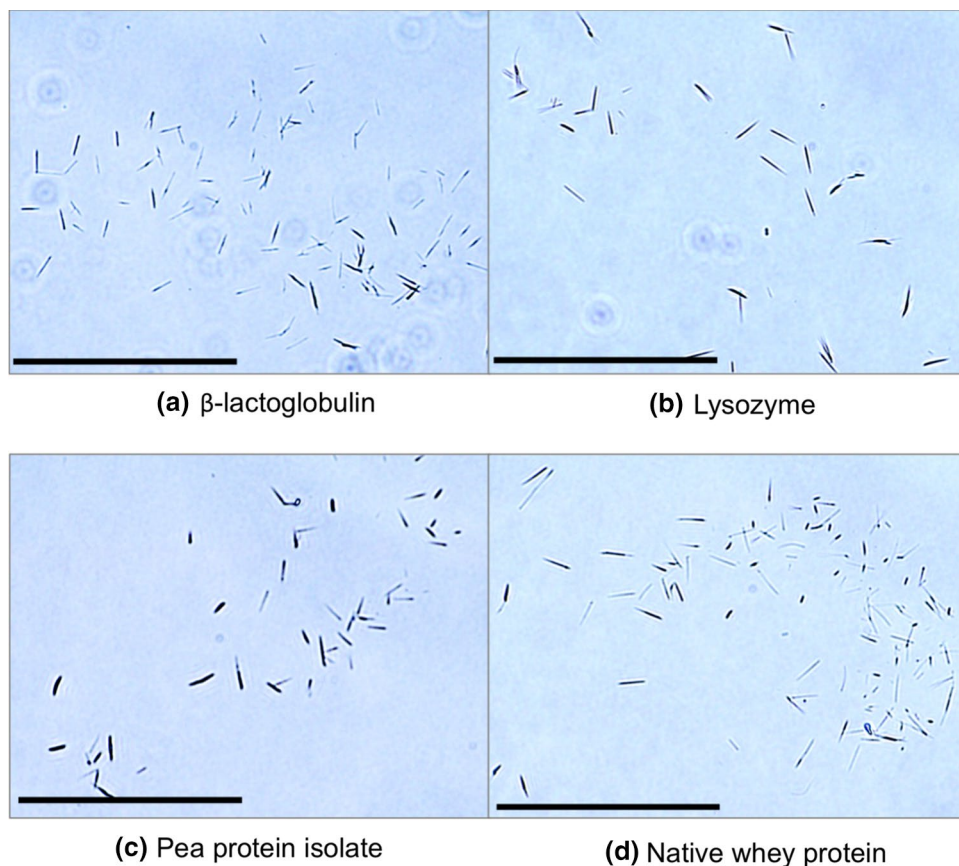 (a) β-lactoglobulin
(b) Lysozyme
(c) Pea protein isolate
(d) Native whey protein